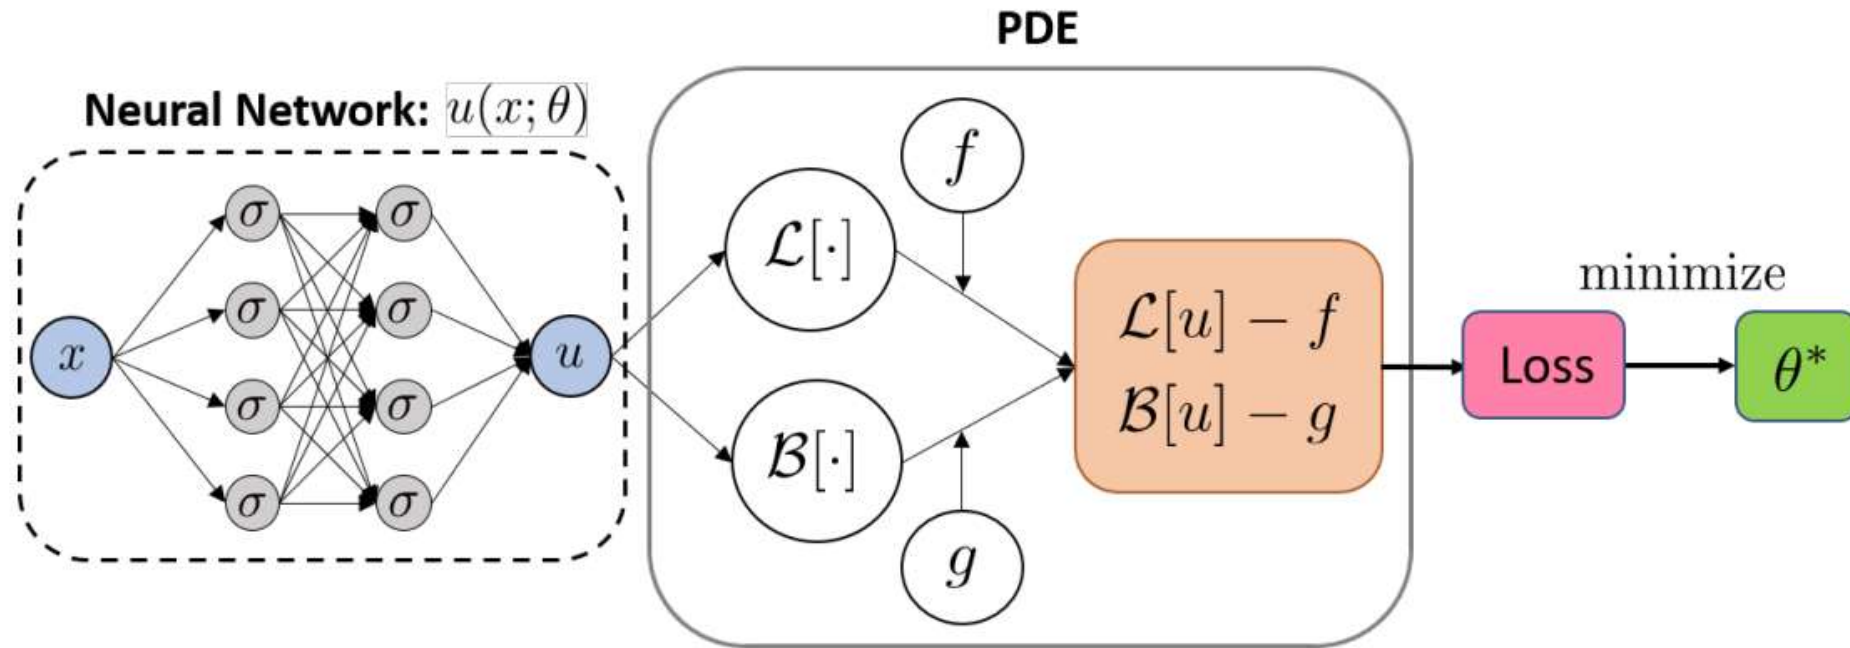 PDE
Neural Network: u(x; θ)
x
σ
σ
σ
σ
σ
σ
σ
σ
u
ℒ[·]
ℬ[·]
f
g
ℒ[u] − f
ℬ[u] − g
Loss
minimize
θ*